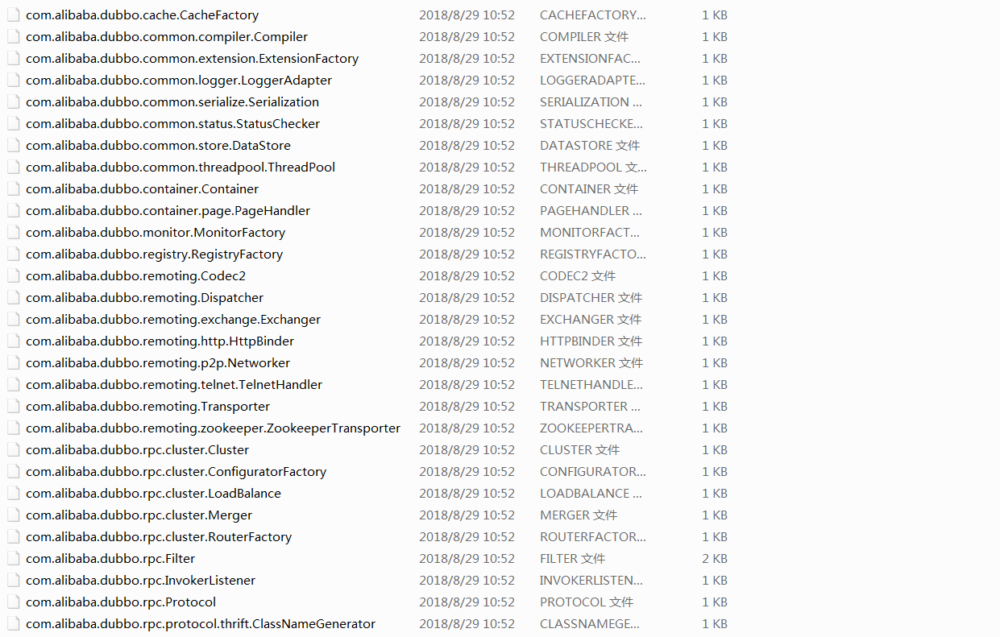 com.alibaba.dubbo.cache.CacheFactory 2018/8/29 10:52 CACHEFACTORY... 1 KB
com.alibaba.dubbo.common.compiler.Compiler 2018/8/29 10:52 COMPILER 文件 1 KB
com.alibaba.dubbo.common.extension.ExtensionFactory 2018/8/29 10:52 EXTENSIONFAC... 1 KB
com.alibaba.dubbo.common.logger.LoggerAdapter 2018/8/29 10:52 LOGGERADAPTE... 1 KB
com.alibaba.dubbo.common.serialize.Serialization 2018/8/29 10:52 SERIALIZATION ... 1 KB
com.alibaba.dubbo.common.status.StatusChecker 2018/8/29 10:52 STATUSCHECKE... 1 KB
com.alibaba.dubbo.common.store.DataStore 2018/8/29 10:52 DATASTORE 文件 1 KB
com.alibaba.dubbo.common.threadpool.ThreadPool 2018/8/29 10:52 THREADPOOL 文... 1 KB
com.alibaba.dubbo.container.Container 2018/8/29 10:52 CONTAINER 文件 1 KB
com.alibaba.dubbo.container.page.PageHandler 2018/8/29 10:52 PAGEHANDLER ... 1 KB
com.alibaba.dubbo.monitor.MonitorFactory 2018/8/29 10:52 MONITORFACT... 1 KB
com.alibaba.dubbo.registry.RegistryFactory 2018/8/29 10:52 REGISTRYFACTO... 1 KB
com.alibaba.dubbo.remoting.Codec2 2018/8/29 10:52 CODEC2 文件 1 KB
com.alibaba.dubbo.remoting.Dispatcher 2018/8/29 10:52 DISPATCHER 文件 1 KB
com.alibaba.dubbo.remoting.exchange.Exchanger 2018/8/29 10:52 EXCHANGER 文件 1 KB
com.alibaba.dubbo.remoting.http.HttpBinder 2018/8/29 10:52 HTTPBINDER 文件 1 KB
com.alibaba.dubbo.remoting.p2p.Networker 2018/8/29 10:52 NETWORKER 文件 1 KB
com.alibaba.dubbo.remoting.telnet.TelnetHandler 2018/8/29 10:52 TELNETHANDLE... 1 KB
com.alibaba.dubbo.remoting.Transporter 2018/8/29 10:52 TRANSPORTER ... 1 KB
com.alibaba.dubbo.remoting.zookeeper.ZookeeperTransporter 2018/8/29 10:52 ZOOKEEPERTRA... 1 KB
com.alibaba.dubbo.rpc.cluster.Cluster 2018/8/29 10:52 CLUSTER 文件 1 KB
com.alibaba.dubbo.rpc.cluster.ConfiguratorFactory 2018/8/29 10:52 CONFIGURATOR... 1 KB
com.alibaba.dubbo.rpc.cluster.LoadBalance 2018/8/29 10:52 LOADBALANCE ... 1 KB
com.alibaba.dubbo.rpc.cluster.Merger 2018/8/29 10:52 MERGER 文件 1 KB
com.alibaba.dubbo.rpc.cluster.RouterFactory 2018/8/29 10:52 ROUTERFACTOR... 1 KB
com.alibaba.dubbo.rpc.Filter 2018/8/29 10:52 FILTER 文件 2 KB
com.alibaba.dubbo.rpc.InvokerListener 2018/8/29 10:52 INVOKERLISTEN... 1 KB
com.alibaba.dubbo.rpc.Protocol 2018/8/29 10:52 PROTOCOL 文件 1 KB
com.alibaba.dubbo.rpc.protocol.thrift.ClassNameGenerator 2018/8/29 10:52 CLASSNAMEGE... 1 KB